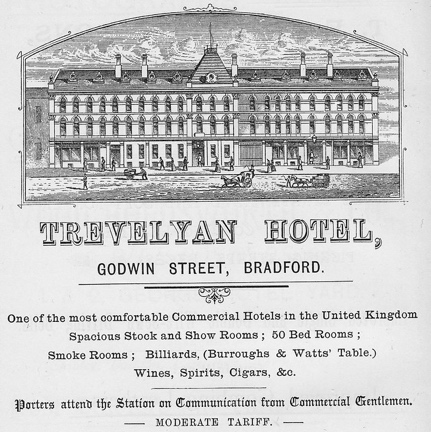 TREVELYAN HOTEL,
GODWIN STREET, BRADFORD.
One of the most comfortable Commercial Hotels in the United Kingdom
Spacious Stock and Show Rooms ; 50 Bed Rooms ;
Smoke Rooms ; Billiards, (Burroughs & Watts' Table.)
Wines, Spirits, Cigars, &c.
Porters attend the Station on Communication from Commercial Gentlemen.
— MODERATE TARIFF. —